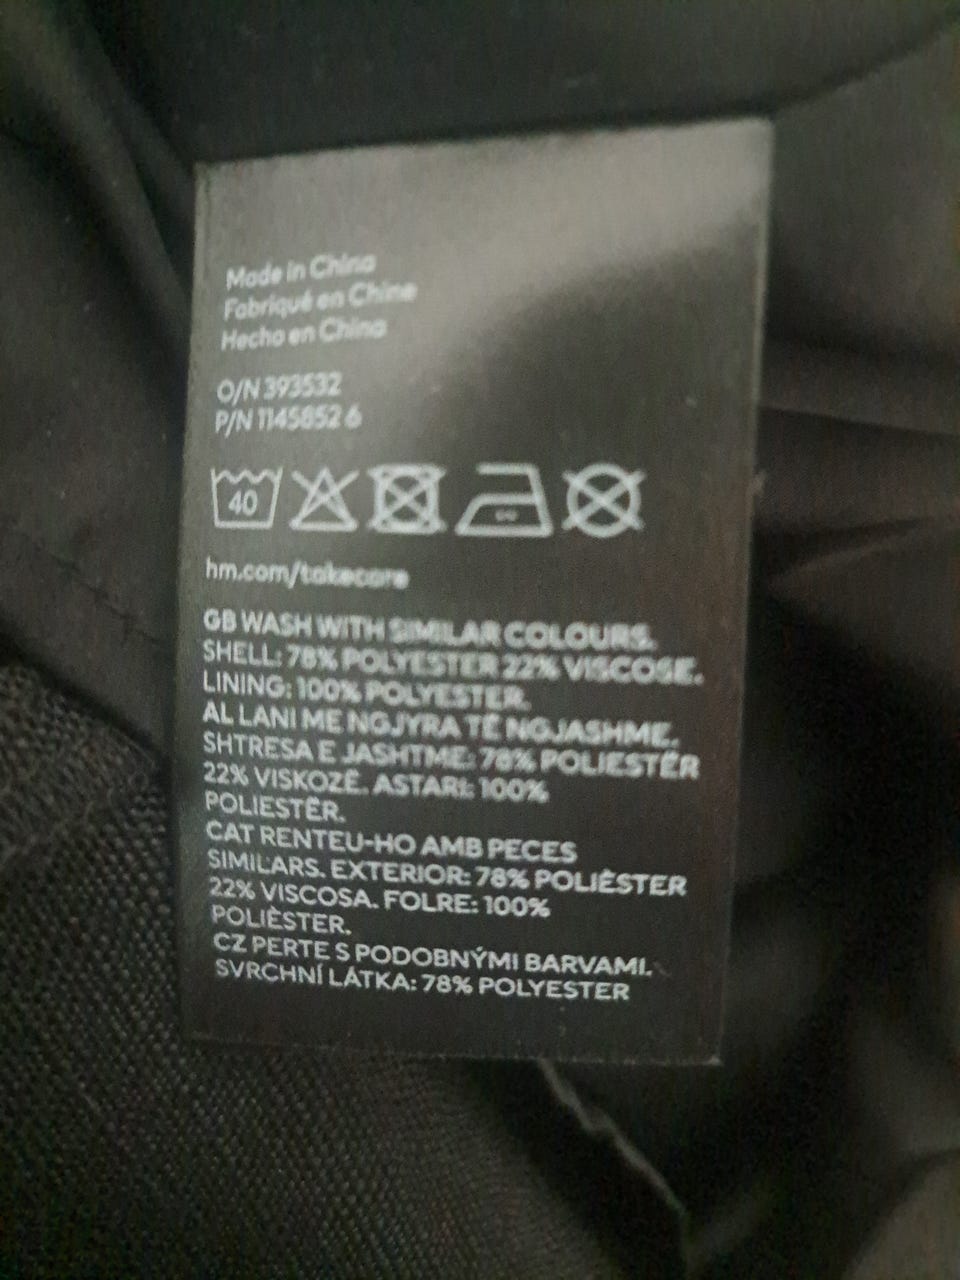 Made in China
Fabriqué en Chine
Hecho en China
O/N 393532
P/N 1145852 6
40
hm.com/takecare
GB WASH WITH SIMILAR COLOURS.
SHELL: 78% POLYESTER 22% VISCOSE.
LINING: 100% POLYESTER.
AL LANI ME NGJYRA TË NGJASHME.
SHTRESA E JASHTME: 78% POLIESTËR
22% VISKOZË. ASTARI: 100%
POLIESTËR.
CAT RENTEU-HO AMB PECES
SIMILARS. EXTERIOR: 78% POLIÈSTER
22% VISCOSA. FOLRE: 100%
POLIÈSTER.
CZ PERTE S PODOBNÝMI BARVAMI.
SVRCHNÍ LÁTKA: 78% POLYESTER